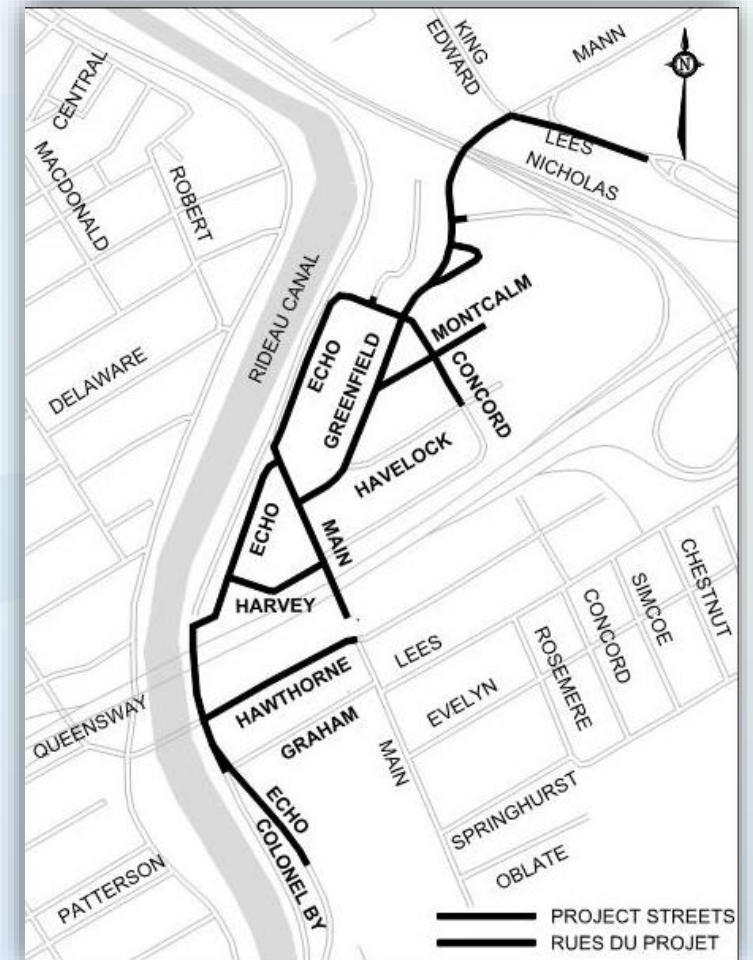 KING
EDWARD
MANN
N
CENTRAL
LEES
NICHOLAS
MACDONALD
ROBERT
RIDEAU CANAL
MONTCALM
ECHO
GREENFIELD
CONCORD
DELAWARE
HAVELOCK
ECHO
MAIN
HARVEY
CHESTNUT
SIMCOE
CONCORD
ROSEMERE
LEES
HAWTHORNE
EVELYN
GRAHAM
QUEENSWAY
MAIN
ECHO
COLONEL BY
SPRINGHURST
OBLATE
PATTERSON
PROJECT STREETS
RUES DU PROJET